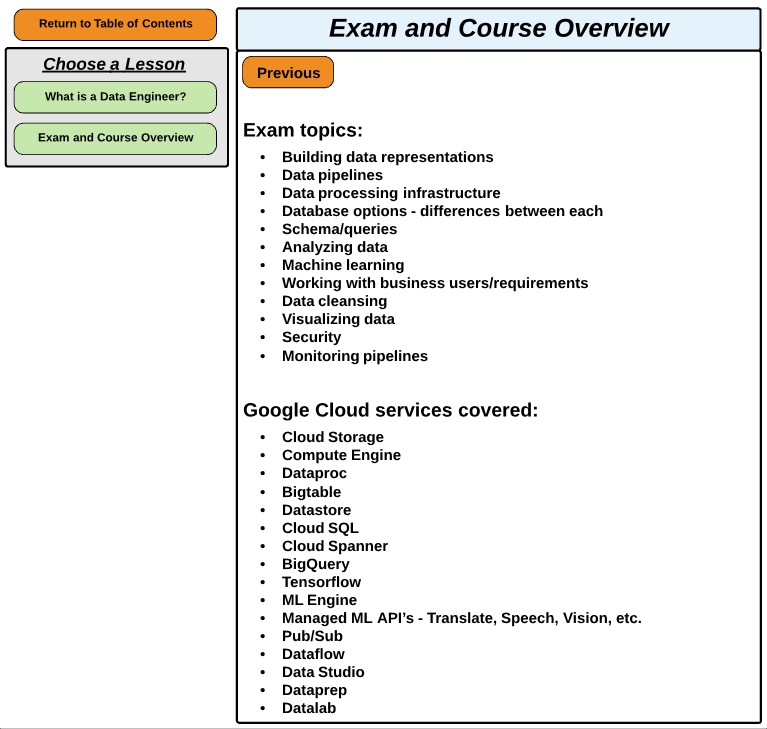 Return to Table of Contents
Choose a Lesson
What is a Data Engineer?
Exam and Course Overview
Exam and Course Overview
Previous
Exam topics:
• Building data representations
• Data pipelines
• Data processing infrastructure
• Database options - differences between each
• Schema/queries
• Analyzing data
• Machine learning
• Working with business users/requirements
• Data cleansing
• Visualizing data
• Security
• Monitoring pipelines
Google Cloud services covered:
• Cloud Storage
• Compute Engine
• Dataproc
• Bigtable
• Datastore
• Cloud SQL
• Cloud Spanner
• BigQuery
• Tensorflow
• ML Engine
• Managed ML API’s - Translate, Speech, Vision, etc.
• Pub/Sub
• Dataflow
• Data Studio
• Dataprep
• Datalab